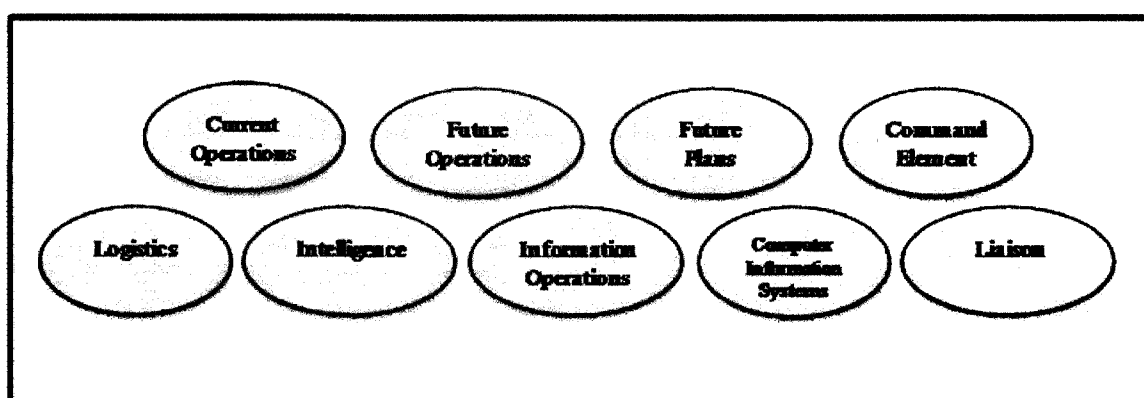 Current
Operations
Future
Operations
Future
Plans
Command
Element
Logistics
Intelligence
Information
Operations
Computer
Information
Systems
Liaison